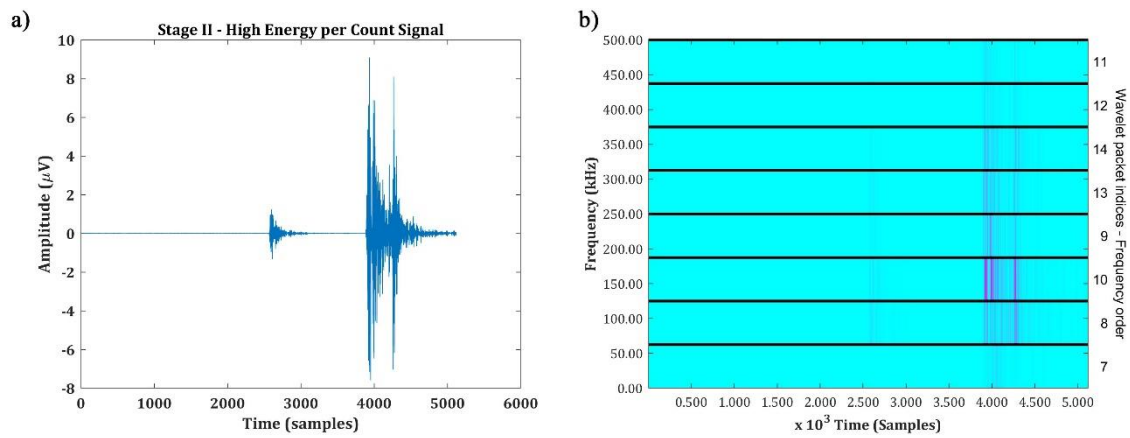 a)
Stage II - High Energy per Count Signal
10
8
6
4
2
0
-2
-4
-6
-8
Amplitude (μV)
0 1000 2000 3000 4000 5000 6000
Time (samples)
b)
500.00
450.00
400.00
350.00
300.00
250.00
200.00
150.00
100.00
50.00
0.00
Frequency (kHz)
0.500 1.000 1.500 2.000 2.500 3.000 3.500 4.000 4.500 5.000
x 10³ Time (Samples)
11
12
14
13
9
10
8
7
Wavelet packet indices - Frequency order